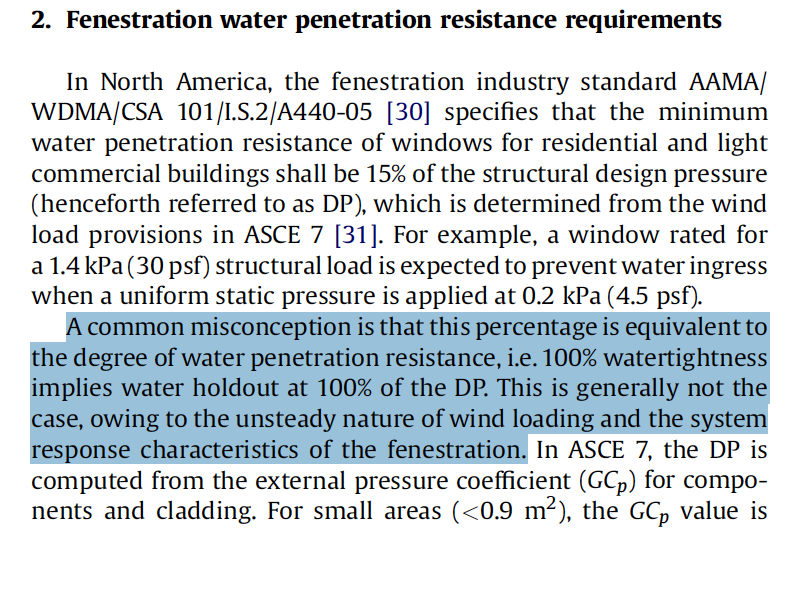 2. Fenestration water penetration resistance requirements
In North America, the fenestration industry standard AAMA/
WDMA/CSA 101/I.S.2/A440-05 [30] specifies that the minimum
water penetration resistance of windows for residential and light
commercial buildings shall be 15% of the structural design pressure
(henceforth referred to as DP), which is determined from the wind
load provisions in ASCE 7 [31]. For example, a window rated for
a 1.4 kPa (30 psf) structural load is expected to prevent water ingress
when a uniform static pressure is applied at 0.2 kPa (4.5 psf).
A common misconception is that this percentage is equivalent to
the degree of water penetration resistance, i.e. 100% watertightness
implies water holdout at 100% of the DP. This is generally not the
case, owing to the unsteady nature of wind loading and the system
response characteristics of the fenestration. In ASCE 7, the DP is
computed from the external pressure coefficient (GCp) for compo-
nents and cladding. For small areas (<0.9 m²), the GCp value is